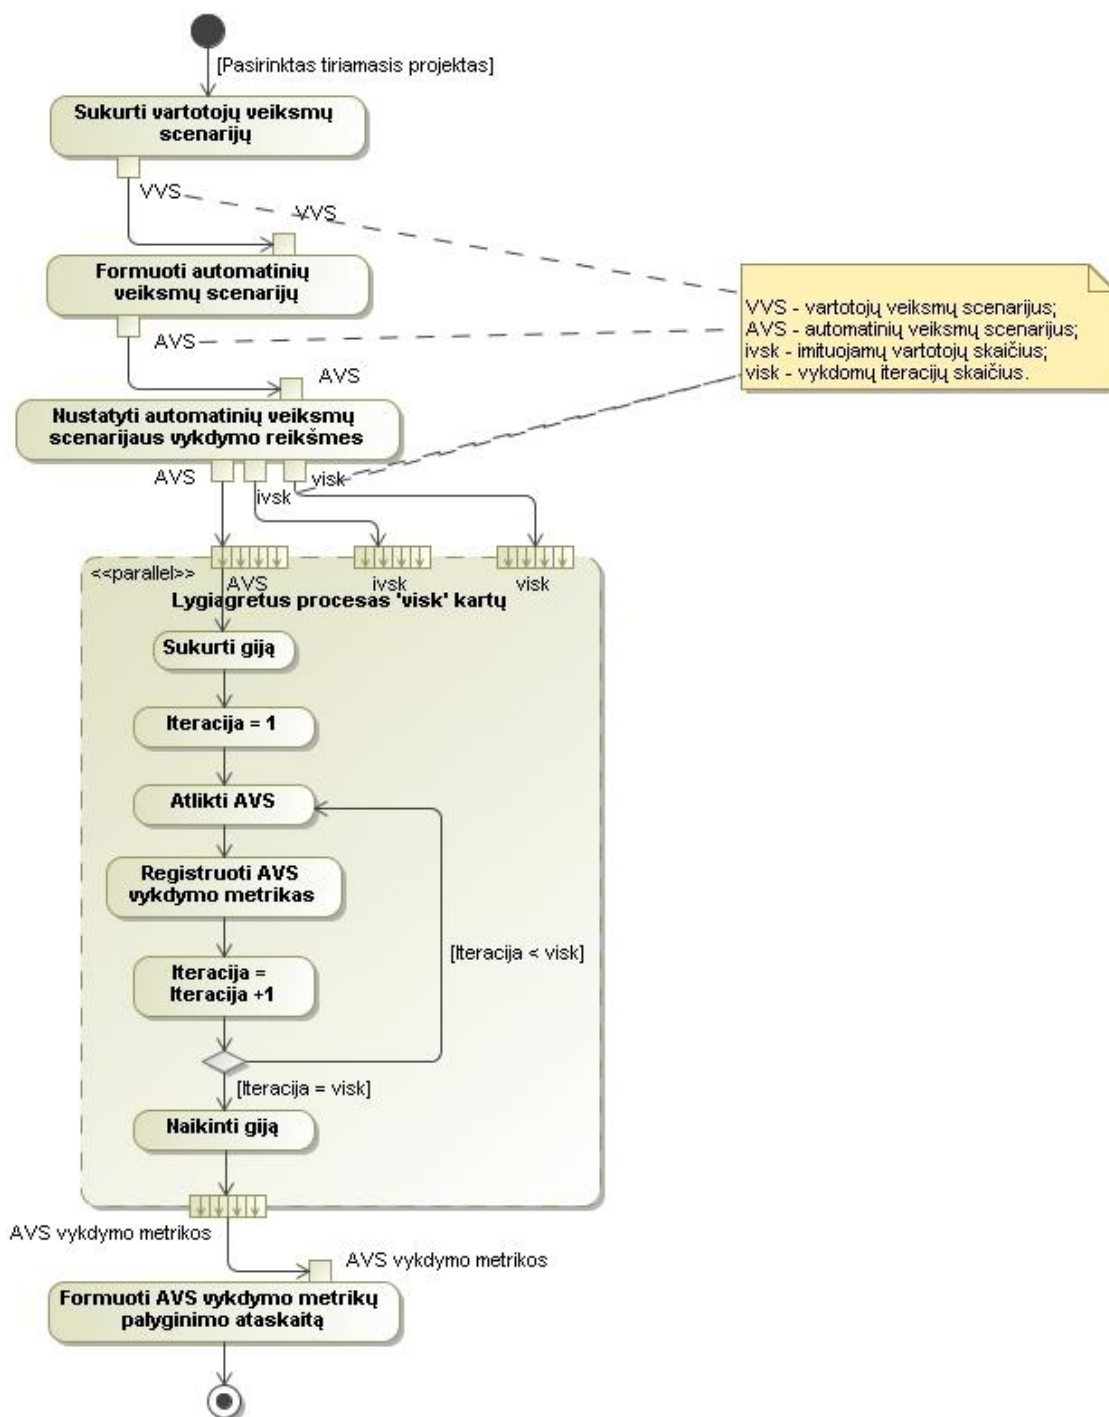 [Pasirinktas tiriamasis projektas]
Sukurti vartotojų veiksmų
scenarijų
VVS
VVS
Formuoti automatinių
veiksmų scenarijų
VVS - vartotojų veiksmų scenarijus;
AVS - automatinių veiksmų scenarijus;
ivsk - imituojamų vartotojų skaičius;
visk - vykdomų iteracijų skaičius.
AVS
AVS
Nustatyti automatinių veiksmų
scenarijaus vykdymo reikšmes
AVS
ivsk
visk
<<parallel>>
AVS
ivsk
visk
Lygiagretus procesas 'visk' kartų
Sukurti giją
Iteracija = 1
Atlikti AVS
Registruoti AVS
vykdymo metrikas
[Iteracija < visk]
Iteracija =
Iteracija +1
[Iteracija = visk]
Naikinti giją
AVS vykdymo metrikos
AVS vykdymo metrikos
Formuoti AVS vykdymo metrikų
palyginimo ataskaitą